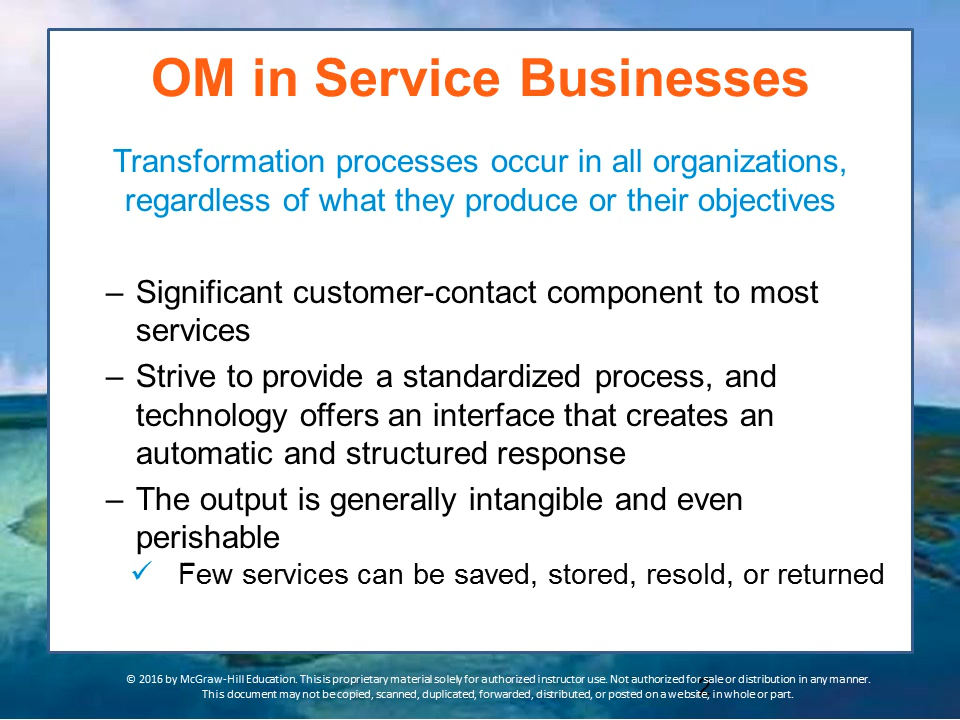 OM in Service Businesses
Transformation processes occur in all organizations,
regardless of what they produce or their objectives
– Significant customer-contact component to most
services
– Strive to provide a standardized process, and
technology offers an interface that creates an
automatic and structured response
– The output is generally intangible and even
perishable
✓ Few services can be saved, stored, resold, or returned
© 2016 by McGraw-Hill Education. This is proprietary material solely for authorized instructor use. Not authorized for sale or distribution in any manner.
This document may not be copied, scanned, duplicated, forwarded, distributed, or posted on a website, in whole or part.